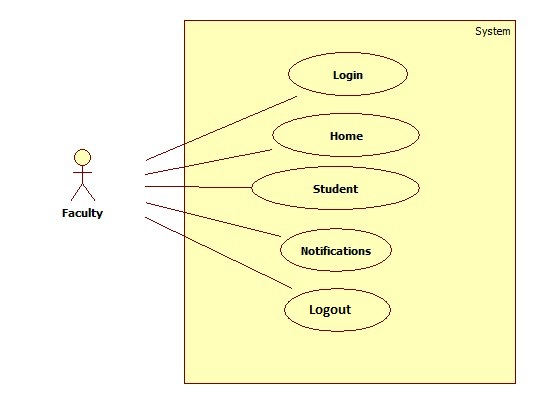 System
Login
Home
Student
Faculty
Notifications
Logout